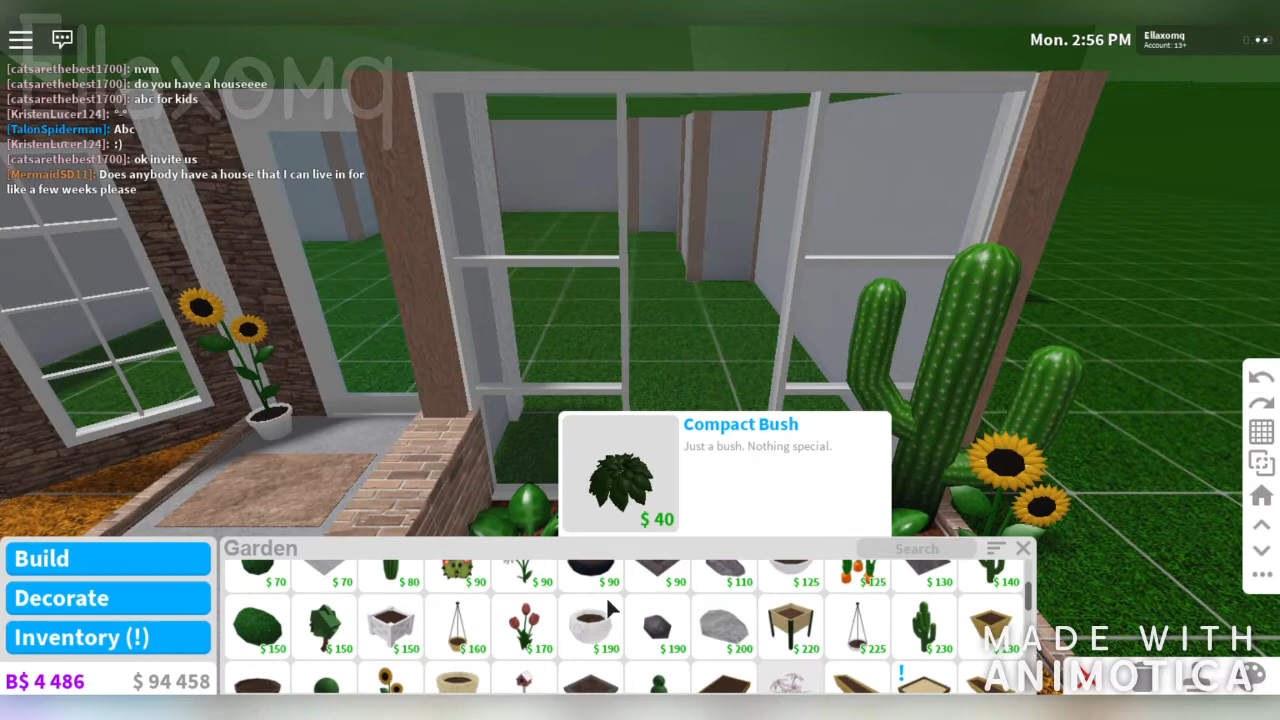 Ellaxomq
Mon. 2:56 PM
Ellaxomq
Account: 13+
[catsarethebest1700]: nvm
[catsarethebest1700]: do you have a houseeee
[catsarethebest1700]: abc for kids
[KristenLucer124]: °-°
[TalonSpiderman]: Abc
[KristenLucer124]: :)
[catsarethebest1700]: ok invite us
[MermaidSD11]: Does anybody have a house that I can live in for
like a few weeks please
Compact Bush
Just a bush. Nothing special.
$ 40
Build
Decorate
Inventory (!)
B$ 4 486
$ 94 458
Garden
Search
$ 70 $ 70 $ 80 $ 90 $ 90 $ 90 $ 90 $ 110 $ 125 $ 125 $ 130 $ 140
$ 150 $ 150 $ 150 $ 160 $ 170 $ 190 $ 190 $ 200 $ 220 $ 225 $ 230
!
MADE WITH
ANIMOTICA